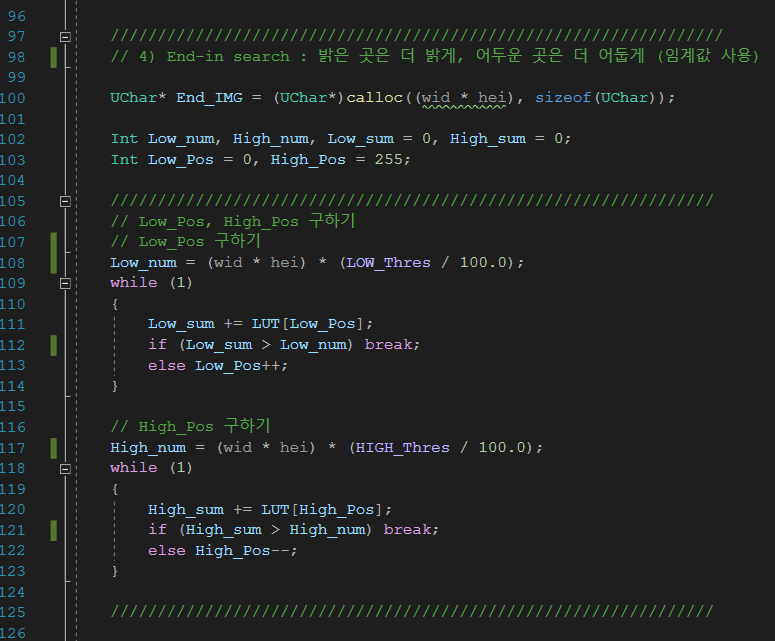 96
97 /////////////////////////////////////////////////////////////////
98 // 4) End-in search : 밝은 곳은 더 밝게, 어두운 곳은 더 어둡게 (임계값 사용)
99
100 UChar* End_IMG = (UChar*)calloc((wid * hei), sizeof(UChar));
101
102 Int Low_num, High_num, Low_sum = 0, High_sum = 0;
103 Int Low_Pos = 0, High_Pos = 255;
104
105 ////////////////////////////////////////////////////////////////
106 // Low_Pos, High_Pos 구하기
107 // Low_Pos 구하기
108 Low_num = (wid * hei) * (LOW_Thres / 100.0);
109 while (1)
110 {
111 Low_sum += LUT[Low_Pos];
112 if (Low_sum > Low_num) break;
113 else Low_Pos++;
114 }
115
116 // High_Pos 구하기
117 High_num = (wid * hei) * (HIGH_Thres / 100.0);
118 while (1)
119 {
120 High_sum += LUT[High_Pos];
121 if (High_sum > High_num) break;
122 else High_Pos--;
123 }
124
125 ////////////////////////////////////////////////////////////////
126